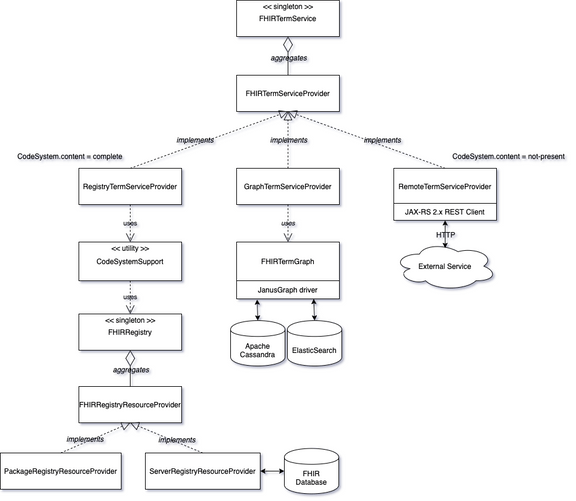 << singleton >>
FHIRTermService
aggregates
FHIRTermServiceProvider
implements
implements
implements
CodeSystem.content = complete
CodeSystem.content = not-present
RegistryTermServiceProvider
GraphTermServiceProvider
RemoteTermServiceProvider
JAX-RS 2.x REST Client
uses
uses
HTTP
<< utility >>
CodeSystemSupport
FHIRTermGraph
JanusGraph driver
External Service
uses
<< singleton >>
FHIRRegistry
Apache
Cassandra
ElasticSearch
aggregates
FHIRRegistryResourceProvider
implements
implements
PackageRegistryResourceProvider
ServerRegistryResourceProvider
FHIR
Database